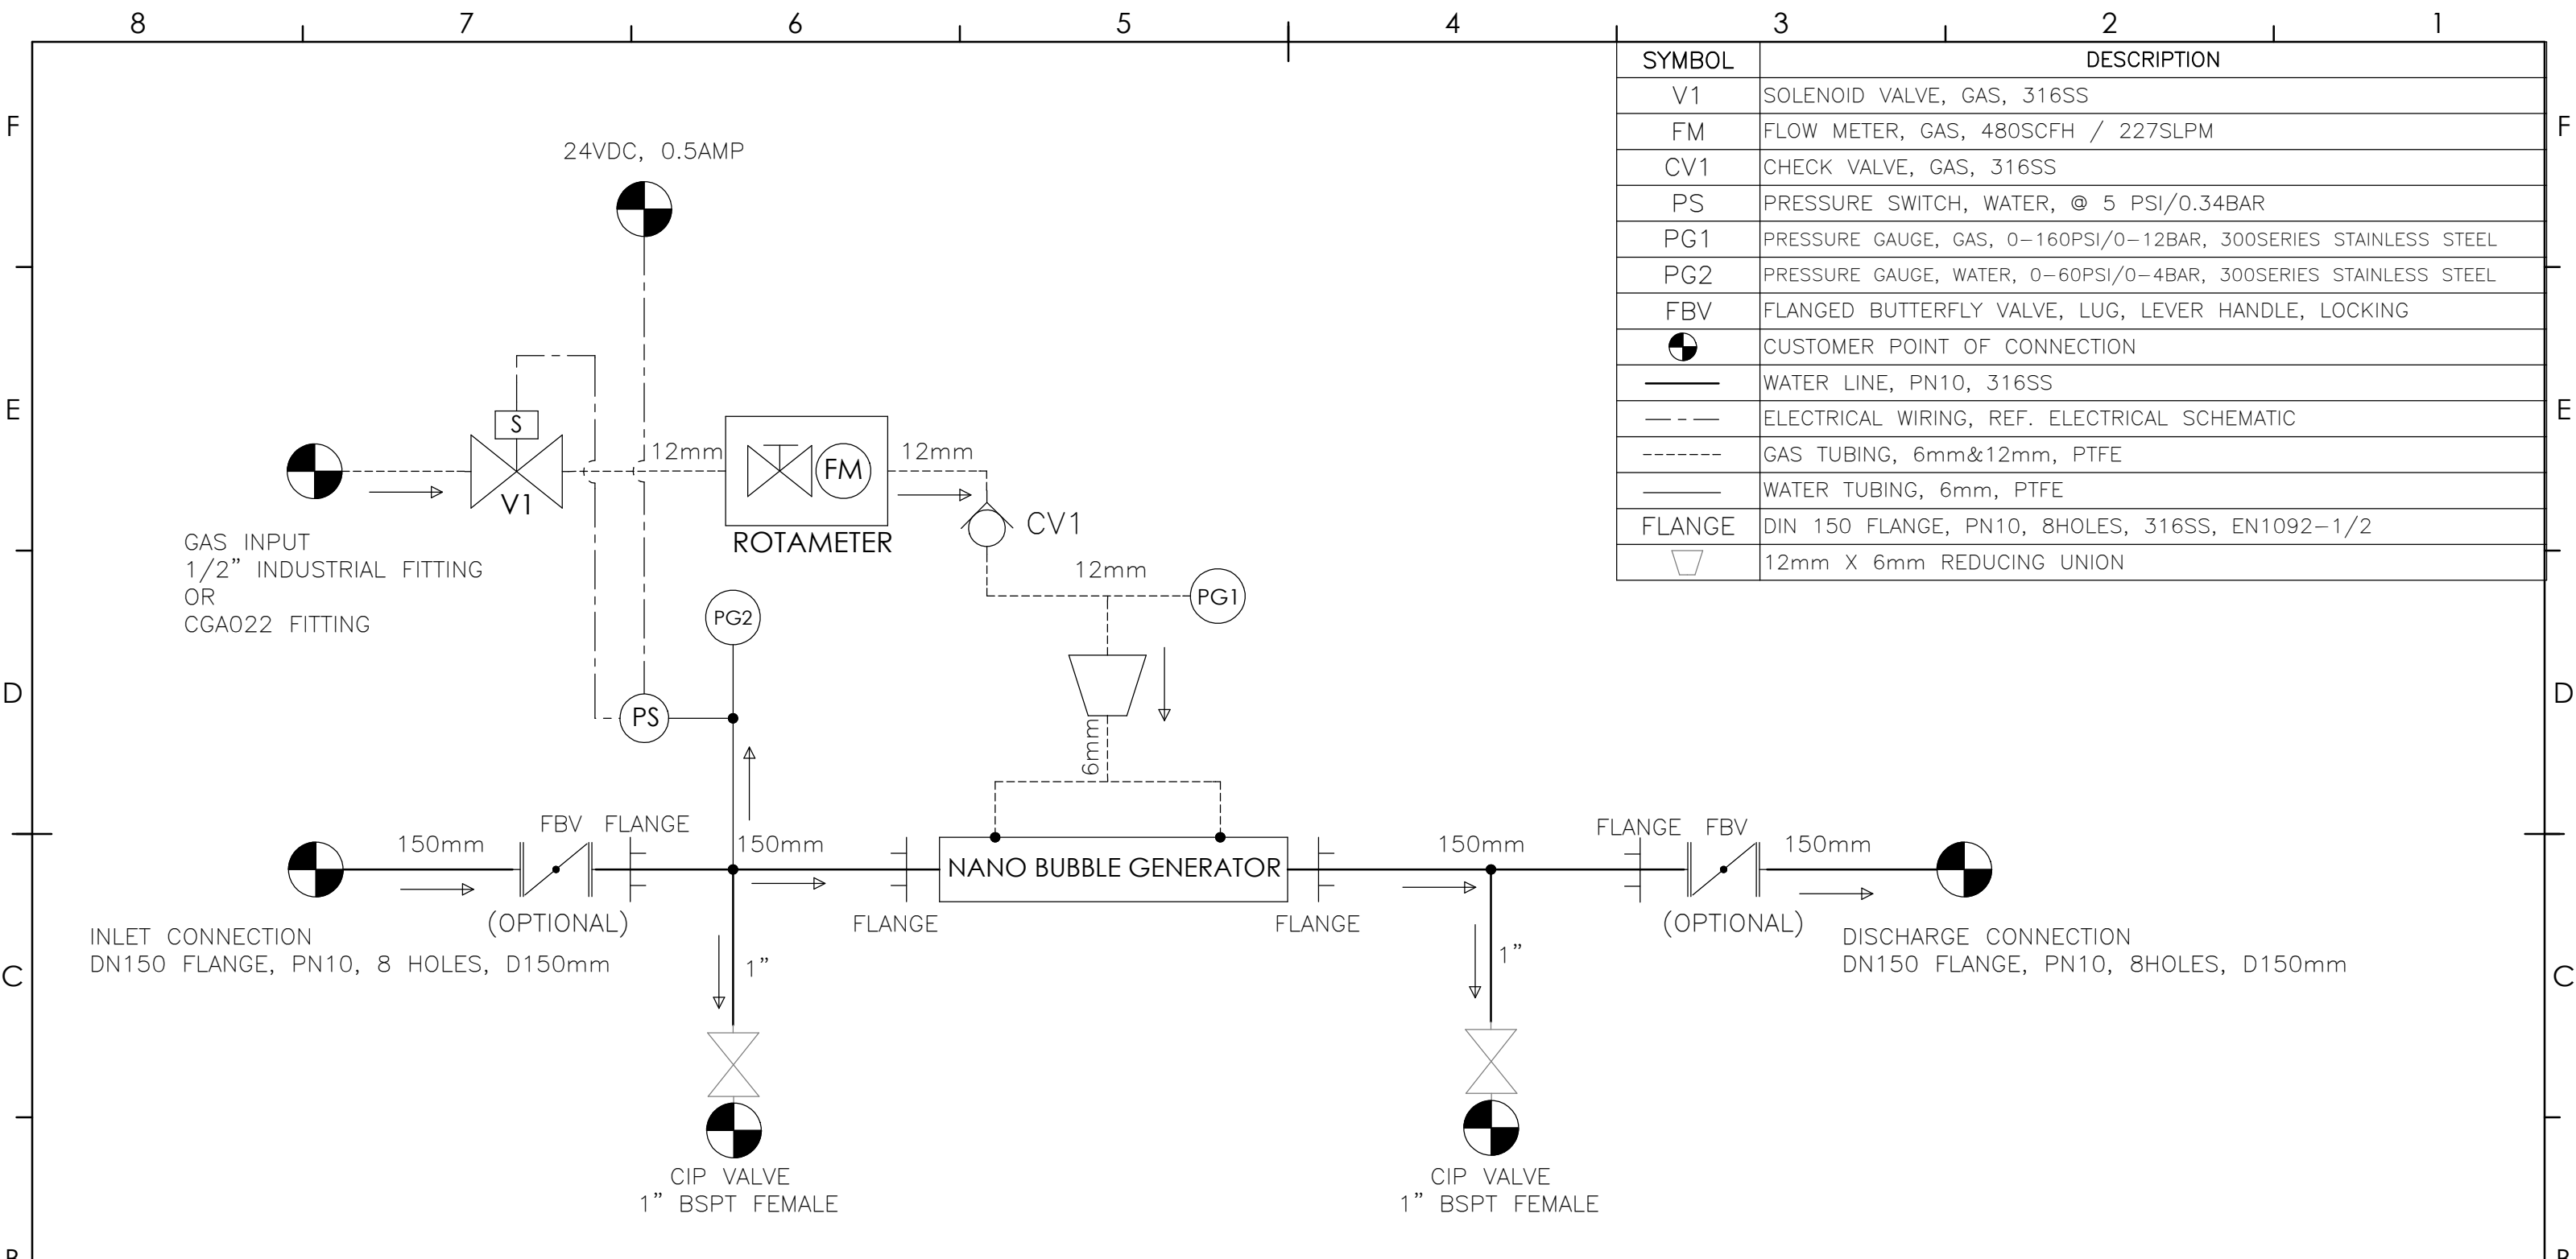 8 7 6 5 4 3 2 1
SYMBOL DESCRIPTION
V1 SOLENOID VALVE, GAS, 316SS
FM FLOW METER, GAS, 480SCFH / 227SLPM
CV1 CHECK VALVE, GAS, 316SS
PS PRESSURE SWITCH, WATER, @ 5 PSI/0.34BAR
PG1 PRESSURE GAUGE, GAS, 0-160PSI/0-12BAR, 300SERIES STAINLESS STEEL
PG2 PRESSURE GAUGE, WATER, 0-60PSI/0-4BAR, 300SERIES STAINLESS STEEL
FBV FLANGED BUTTERFLY VALVE, LUG, LEVER HANDLE, LOCKING
CUSTOMER POINT OF CONNECTION
WATER LINE, PN10, 316SS
ELECTRICAL WIRING, REF. ELECTRICAL SCHEMATIC
GAS TUBING, 6mm&12mm, PTFE
WATER TUBING, 6mm, PTFE
FLANGE DIN 150 FLANGE, PN10, 8HOLES, 316SS, EN1092-1/2
12mm X 6mm REDUCING UNION
F F
24VDC, 0.5AMP
E E
S
12mm
12mm
FM
V1
CV1
ROTAMETER
GAS INPUT
1/2" INDUSTRIAL FITTING
OR
CGA022 FITTING
12mm
PG1
PG2
D D
PS
6mm
FBV FLANGE
FLANGE FBV
150mm
150mm
150mm
150mm
NANO BUBBLE GENERATOR
(OPTIONAL)
FLANGE
FLANGE
(OPTIONAL)
INLET CONNECTION
DN150 FLANGE, PN10, 8 HOLES, D150mm
DISCHARGE CONNECTION
DN150 FLANGE, PN10, 8HOLES, D150mm
1"
1"
C C
CIP VALVE
1" BSPT FEMALE
CIP VALVE
1" BSPT FEMALE